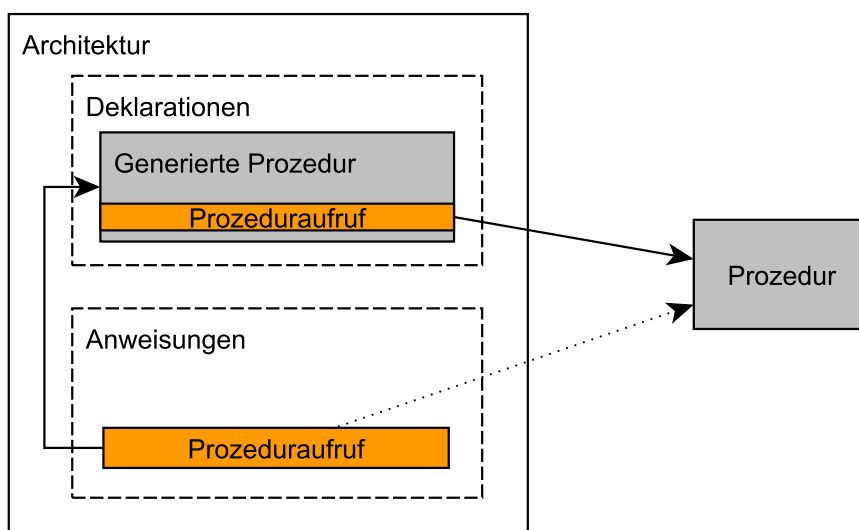 Architektur
Deklarationen
Generierte Prozedur
Prozeduraufruf
Prozedur
Anweisungen
Prozeduraufruf